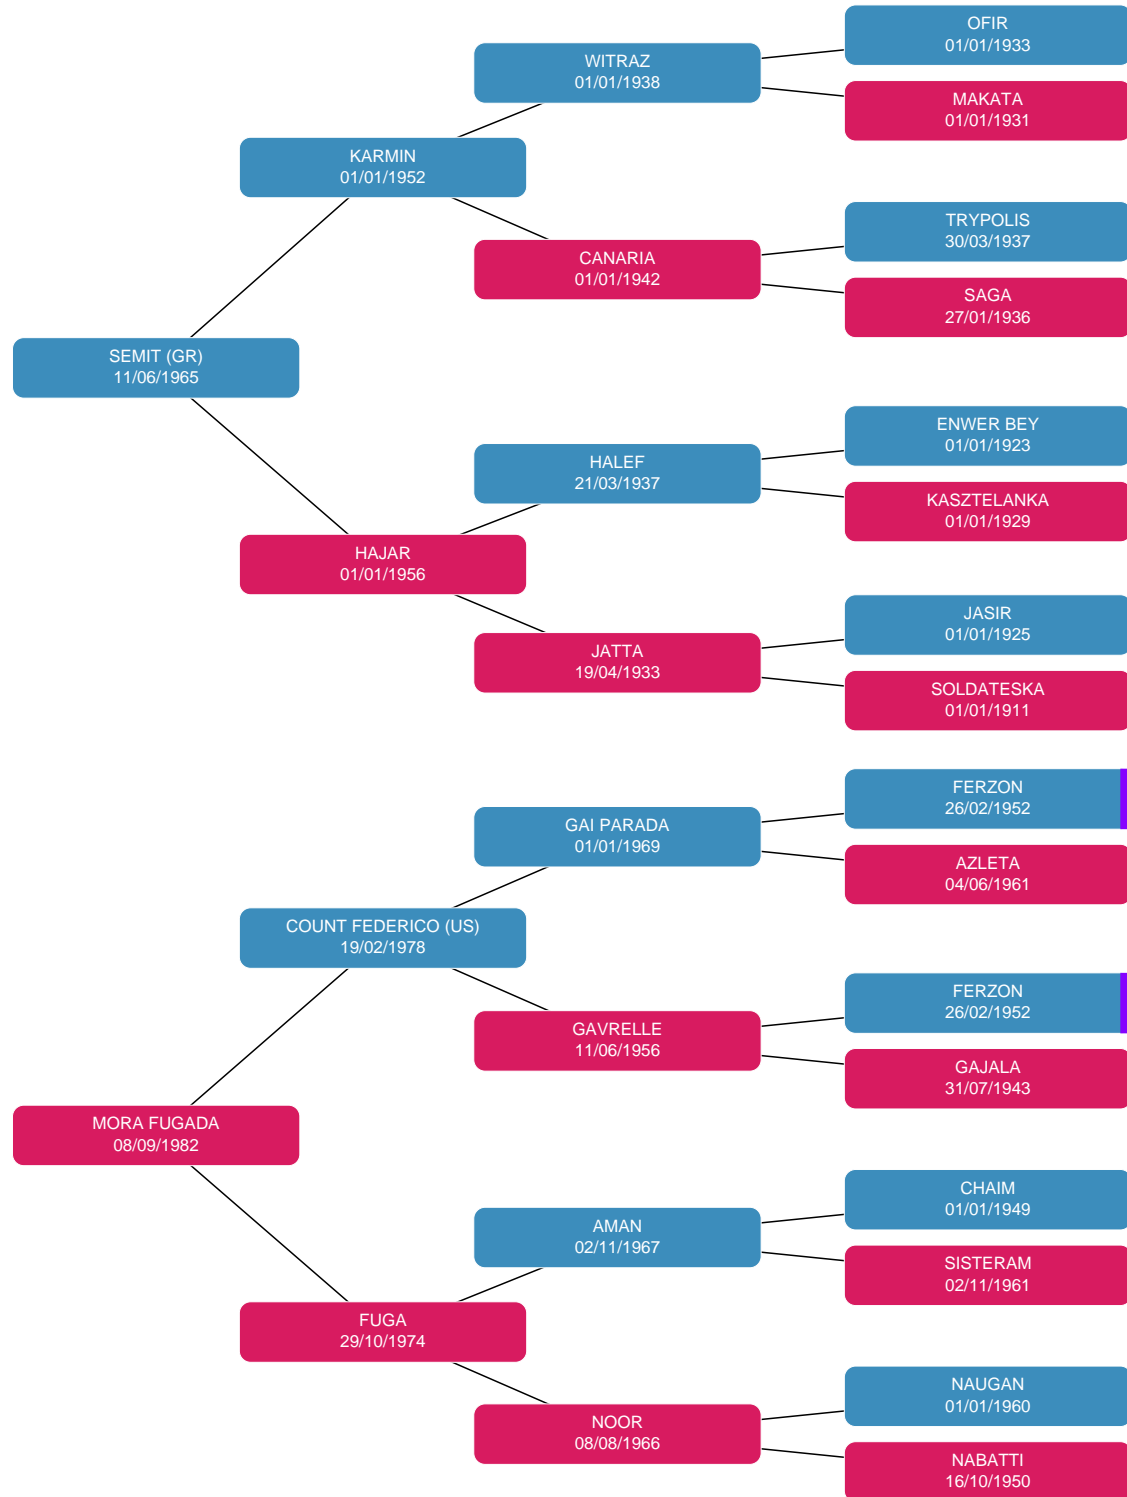 OFIR
01/01/1933
WITRAZ
01/01/1938
MAKATA
01/01/1931
KARMIN
01/01/1952
TRYPOLIS
30/03/1937
CANARIA
01/01/1942
SAGA
27/01/1936
SEMIT (GR)
11/06/1965
ENWER BEY
01/01/1923
HALEF
21/03/1937
KASZTELANKA
01/01/1929
HAJAR
01/01/1956
JASIR
01/01/1925
JATTA
19/04/1933
SOLDATESKA
01/01/1911
FERZON
26/02/1952
GAI PARADA
01/01/1969
AZLETA
04/06/1961
COUNT FEDERICO (US)
19/02/1978
FERZON
26/02/1952
GAVRELLE
11/06/1956
GAJALA
31/07/1943
MORA FUGADA
08/09/1982
CHAIM
01/01/1949
AMAN
02/11/1967
SISTERAM
02/11/1961
FUGA
29/10/1974
NAUGAN
01/01/1960
NOOR
08/08/1966
NABATTI
16/10/1950